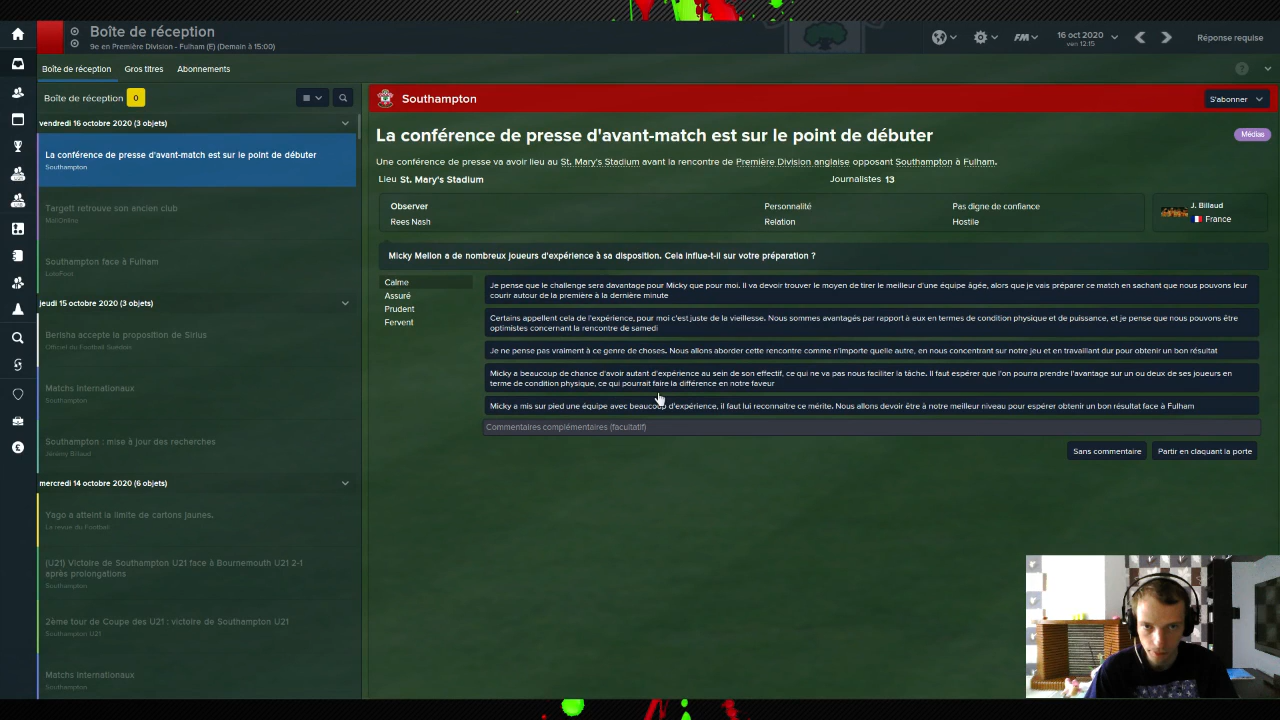 Boîte de réception
9e en Première Division - Fulham (E) (Demain à 15:00)
FM
16 oct 2020
ven 12:15
Réponse requise
Boîte de réception
Gros titres
Abonnements
?
Boîte de réception 0
vendredi 16 octobre 2020 (3 objets)
La conférence de presse d'avant-match est sur le point de débuter
Southampton
Targett retrouve son ancien club
MailOnline
Southampton face à Fulham
LukoFoot
jeudi 15 octobre 2020 (3 objets)
Berisha accepte la proposition de Sirius
Officiel du Football Suédois
Matchs Internationaux
Southampton
Southampton : mise à jour des recherches
Jérémy Billaud
mercredi 14 octobre 2020 (6 objets)
Yago a atteint la limite de cartons jaunes.
La revue du Football
(U21) Victoire de Southampton U21 face à Bournemouth U21 2-1
après prolongations
Southampton
2ème tour de Coupe des U21 : victoire de Southampton U21
Southampton U21
Matchs Internationaux
Southampton
Southampton
S'abonner
La conférence de presse d'avant-match est sur le point de débuter
Médias
Une conférence de presse va avoir lieu au St. Mary's Stadium avant la rencontre de Première Division anglaise opposant Southampton à Fulham.
Lieu St. Mary's Stadium
Journalistes 13
Observer
Personnalité
Pas digne de confiance
Rees Nash
Relation
Hostile
J. Billaud
France
Micky Mellon a de nombreux joueurs d'expérience à sa disposition. Cela influe-t-il sur votre préparation ?
Calme
Assuré
Prudent
Fervent
Je pense que le challenge sera davantage pour Micky que pour moi. Il va devoir trouver le moyen de tirer le meilleur d'une équipe âgée, alors que je vais préparer ce match en sachant que nous pouvons leur
courir autour de la première à la dernière minute
Certains appellent cela de l'expérience, pour moi c'est juste de la vieillesse. Nous sommes avantagés par rapport à eux en termes de condition physique et de puissance, et je pense que nous pouvons être
optimistes concernant la rencontre de samedi
Je ne pense pas vraiment à ce genre de choses. Nous allons aborder cette rencontre comme n'importe quelle autre, en nous concentrant sur notre jeu et en travaillant dur pour obtenir un bon résultat
Micky a beaucoup de chance d'avoir autant d'expérience au sein de son effectif, ce qui ne va pas nous faciliter la tâche. Il faut espérer que l'on pourra prendre l'avantage sur un ou deux de ses joueurs en
terme de condition physique, ce qui pourrait faire la différence en notre faveur
Micky a mis sur pied une équipe avec beaucoup d'expérience, il faut lui reconnaitre ce mérite. Nous allons devoir être à notre meilleur niveau pour espérer obtenir un bon résultat face à Fulham
Commentaires complémentaires (facultatif)
Sans commentaire
Partir en claquant la porte